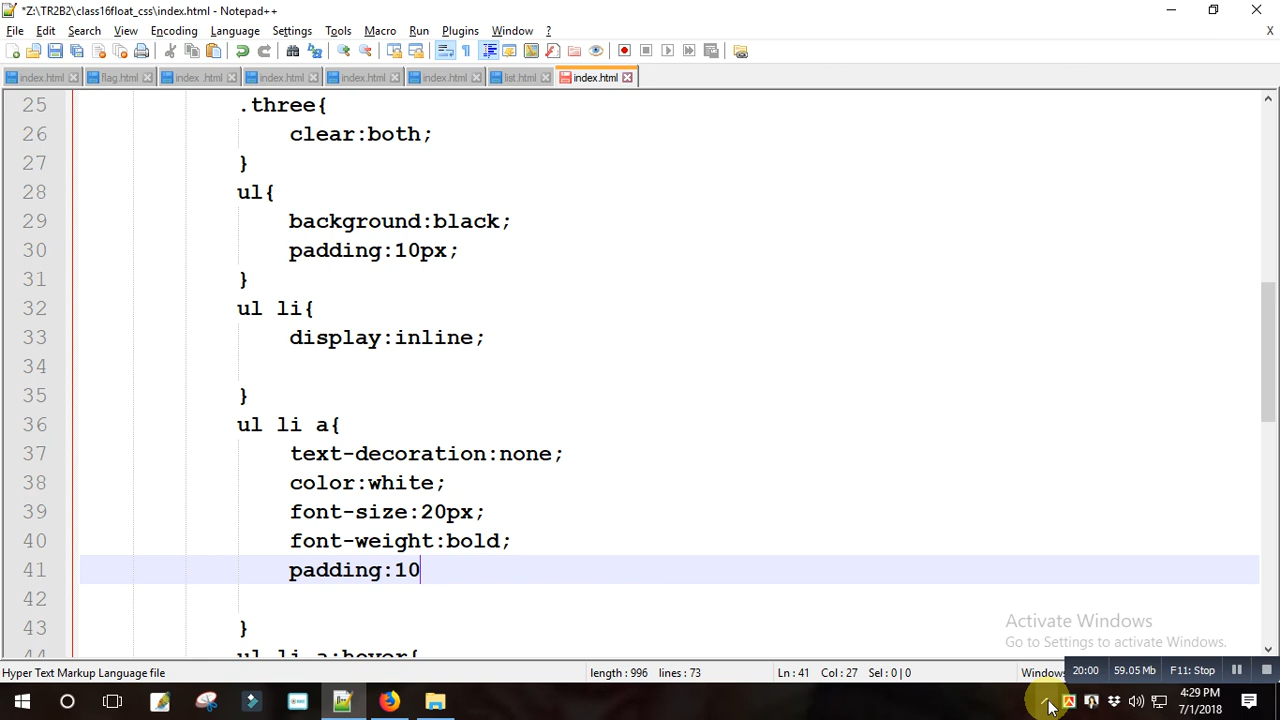 *Z:\TR2B2\class16float_css\index.html - Notepad++
File Edit Search View Encoding Language Settings Tools Macro Run Plugins Window ? X
index.html flag.html index .html index.html index.html index.html list.html index.html
25 .three{
26 clear:both;
27 }
28 ul{
29 background:black;
30 padding:10px;
31 }
32 ul li{
33 display:inline;
34
35 }
36 ul li a{
37 text-decoration:none;
38 color:white;
39 font-size:20px;
40 font-weight:bold;
41 padding:10
42
43 }
44 ul li a:hover{
Activate Windows
Go to Settings to activate Windows.
Hyper Text Markup Language file length : 996 lines : 73 Ln : 41 Col : 27 Sel : 0 | 0 Windows
20:00 59.05 Mb F11: Stop
4:29 PM
7/1/2018